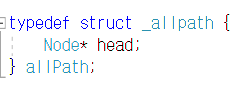 typedef struct _allpath {
Node* head;
} allPath;